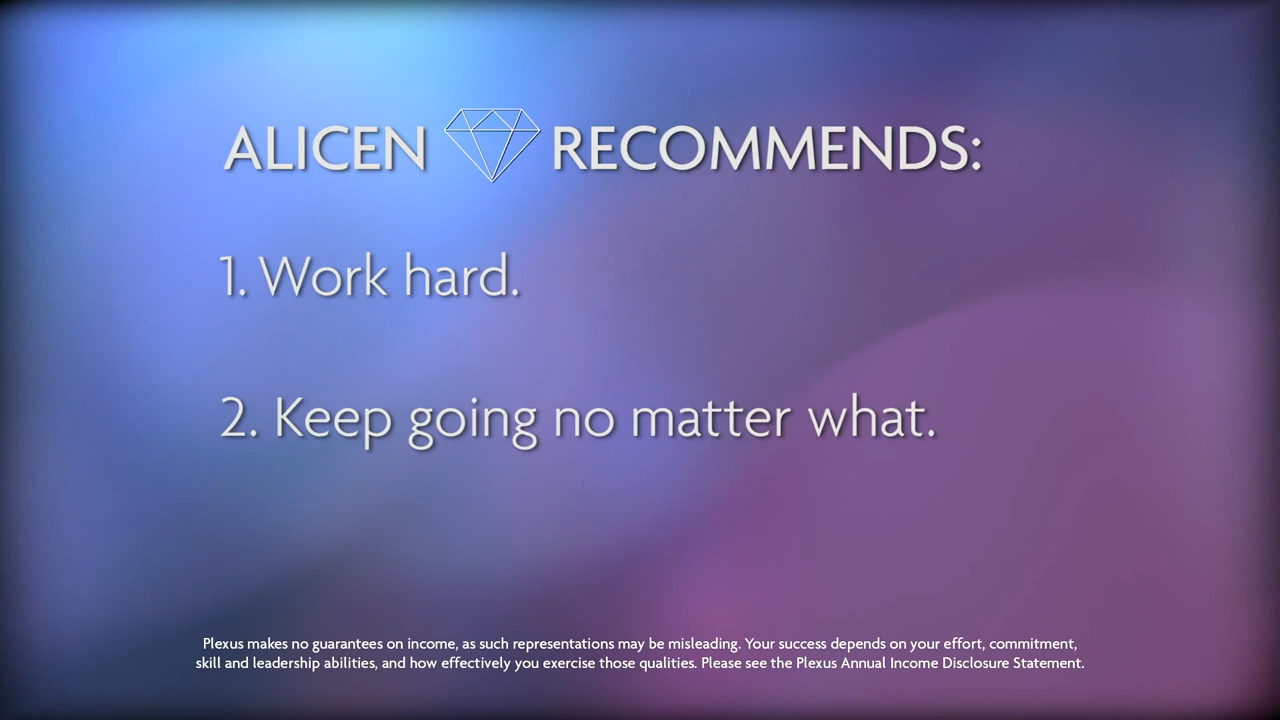 ALICEN RECOMMENDS:
1. Work hard.
2. Keep going no matter what.
Plexus makes no guarantees on income, as such representations may be misleading. Your success depends on your effort, commitment,
skill and leadership abilities, and how effectively you exercise those qualities. Please see the Plexus Annual Income Disclosure Statement.